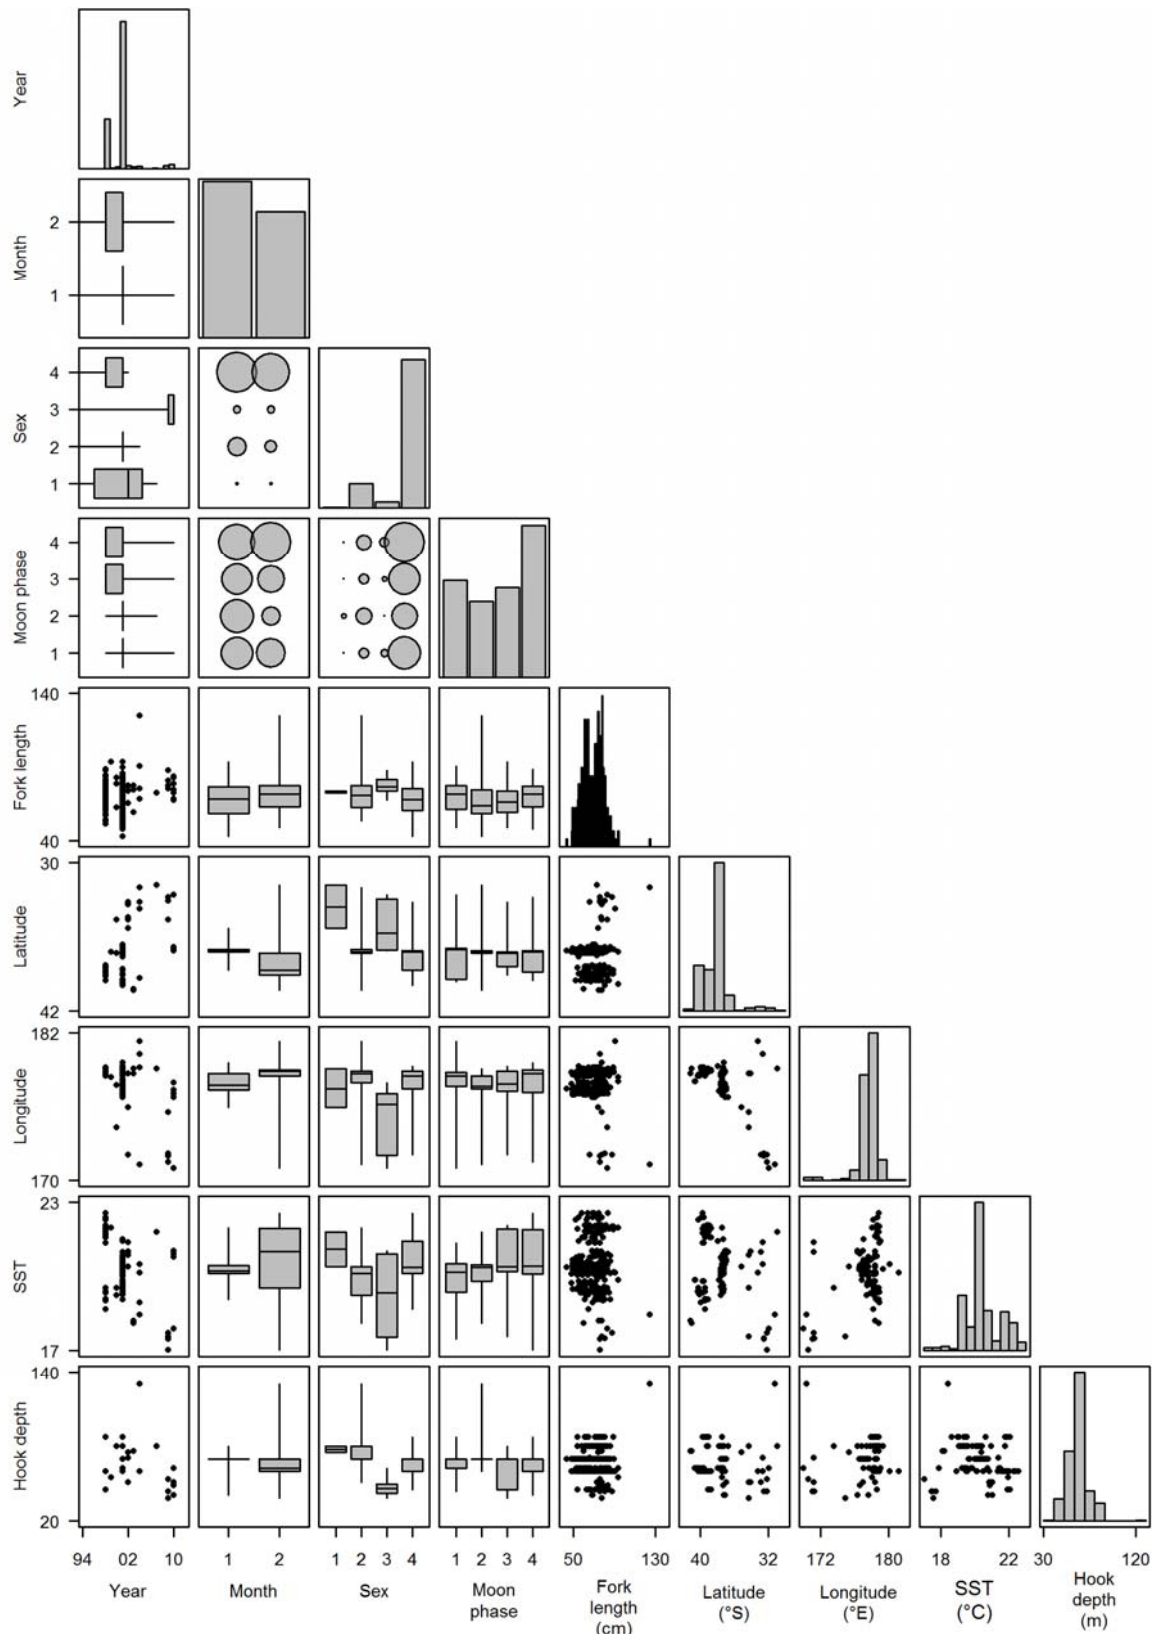 Year
Month
2
1
Sex
4
3
2
1
Moon phase
4
3
2
1
Fork length
140
40
Latitude
30
42
Longitude
182
170
SST
23
17
Hook depth
140
20
94 02 10 1 2 1 2 3 4 1 2 3 4 50 130 40 32 172 180 18 22 30 120
Year Month Sex Moon phase Fork length (cm) Latitude (°S) Longitude (°E) SST (°C) Hook depth (m)